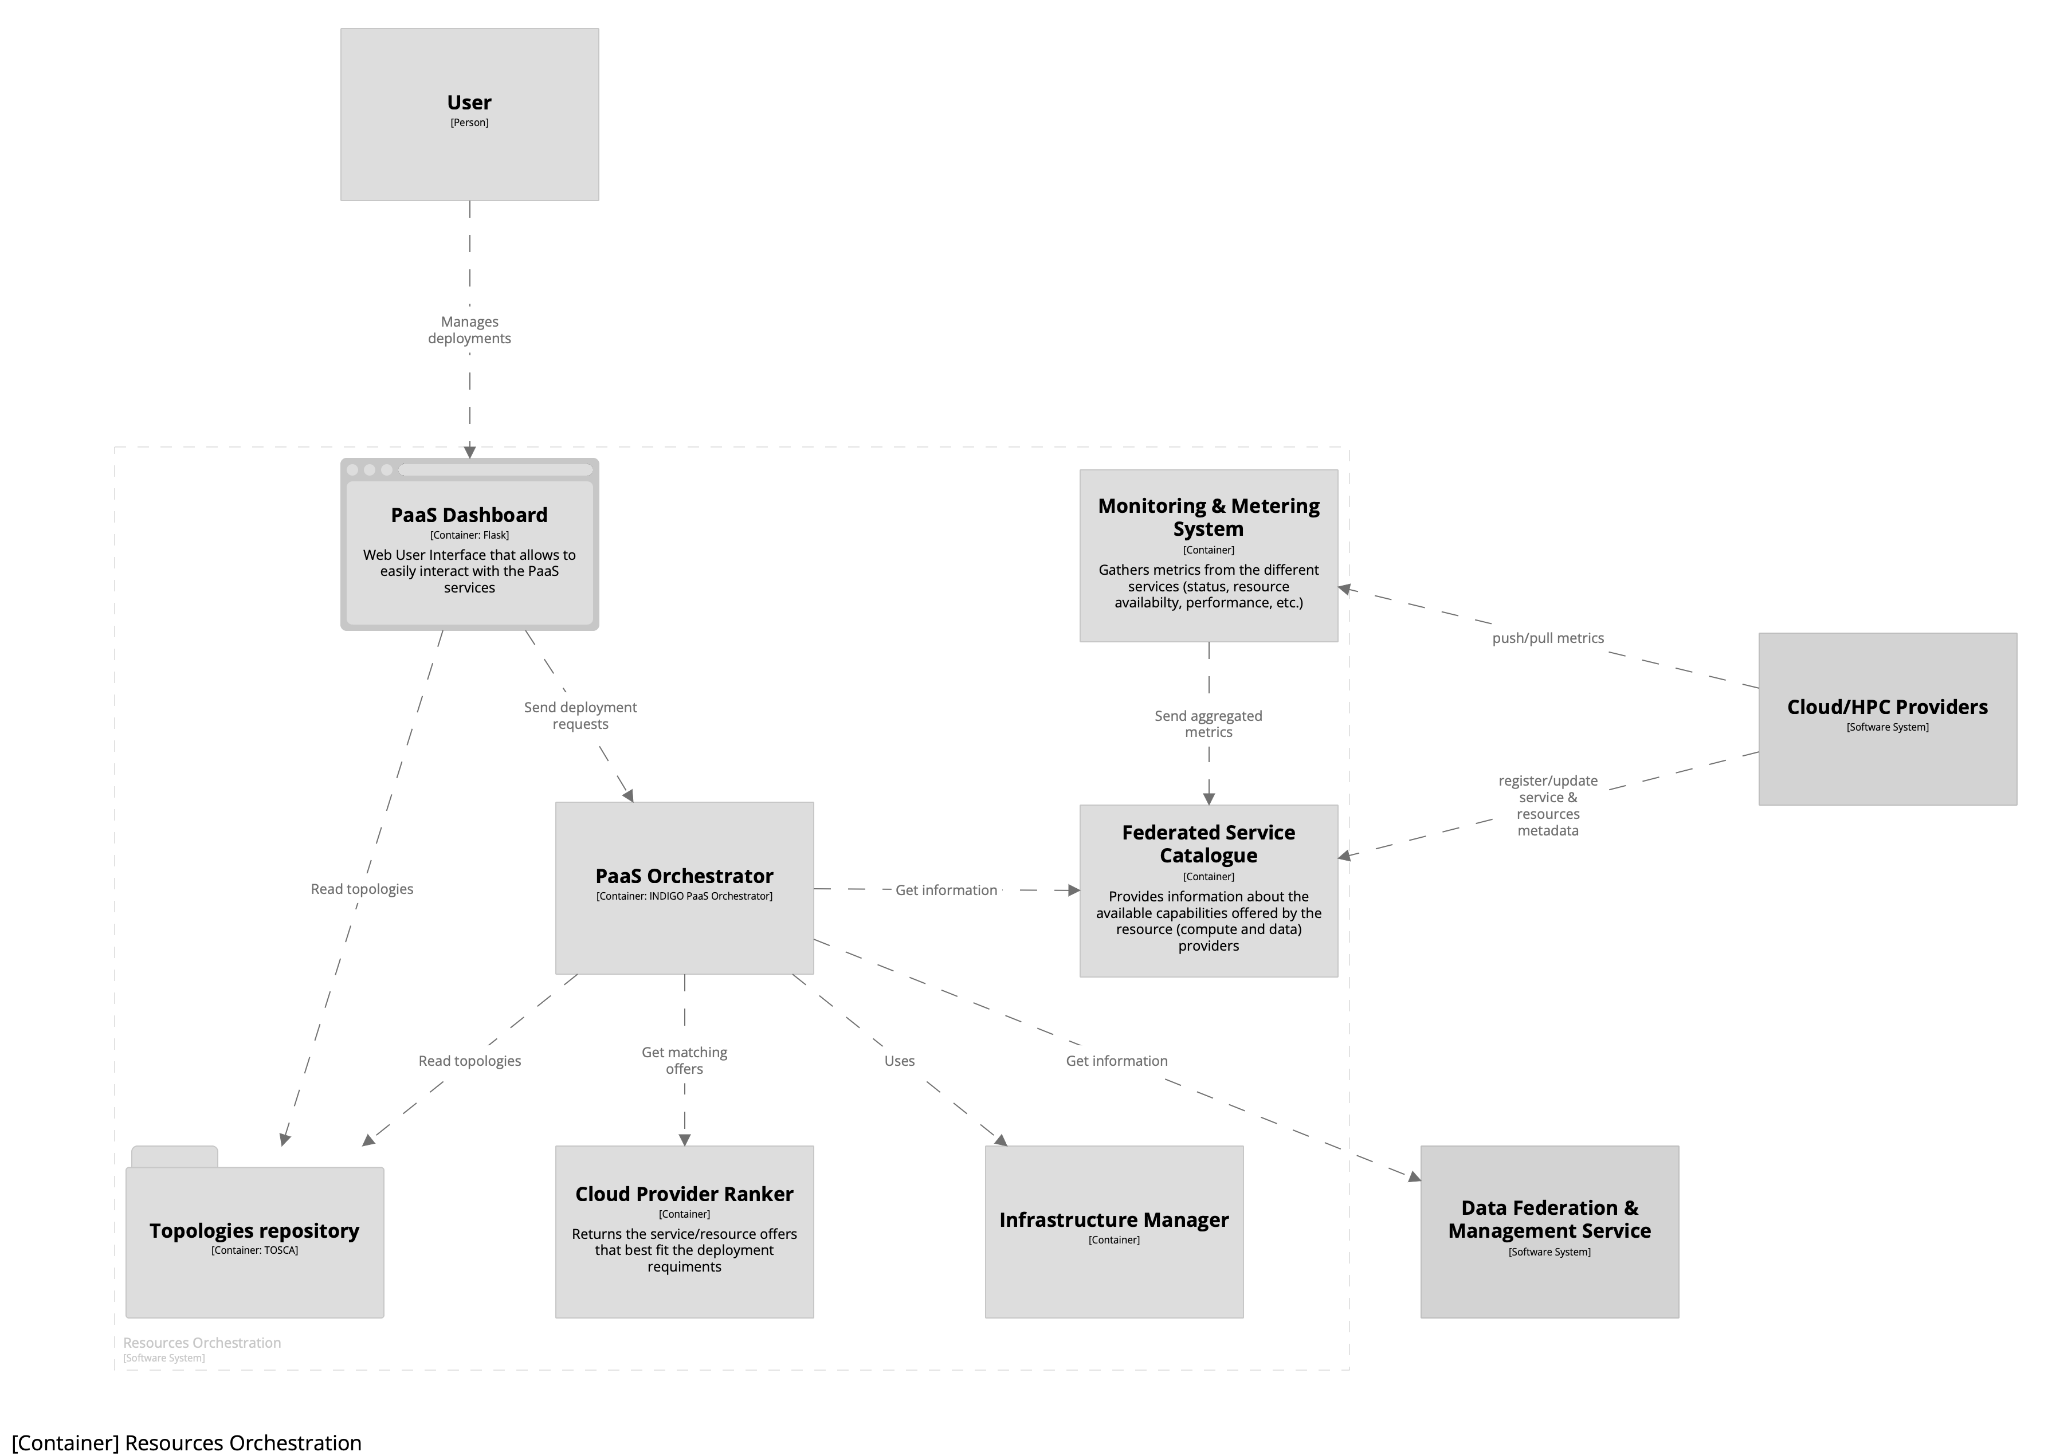 User
[Person]
Manages
deployments
PaaS Dashboard
[Container: Flask]
Web User Interface that allows to
easily interact with the PaaS
services
Monitoring & Metering
System
[Container]
Gathers metrics from the different
services (status, resource
availabilty, performance, etc.)
push/pull metrics
Cloud/HPC Providers
[Software System]
Send deployment
requests
Send aggregated
metrics
register/update
service &
resources
metadata
Read topologies
PaaS Orchestrator
[Container: INDIGO PaaS Orchestrator]
Get information
Federated Service
Catalogue
[Container]
Provides information about the
available capabilities offered by the
resource (compute and data)
providers
Read topologies
Get matching
offers
Uses
Get information
Topologies repository
[Container: TOSCA]
Cloud Provider Ranker
[Container]
Returns the service/resource offers
that best fit the deployment
requiments
Infrastructure Manager
[Container]
Data Federation &
Management Service
[Software System]
Resources Orchestration
[Software System]
[Container] Resources Orchestration